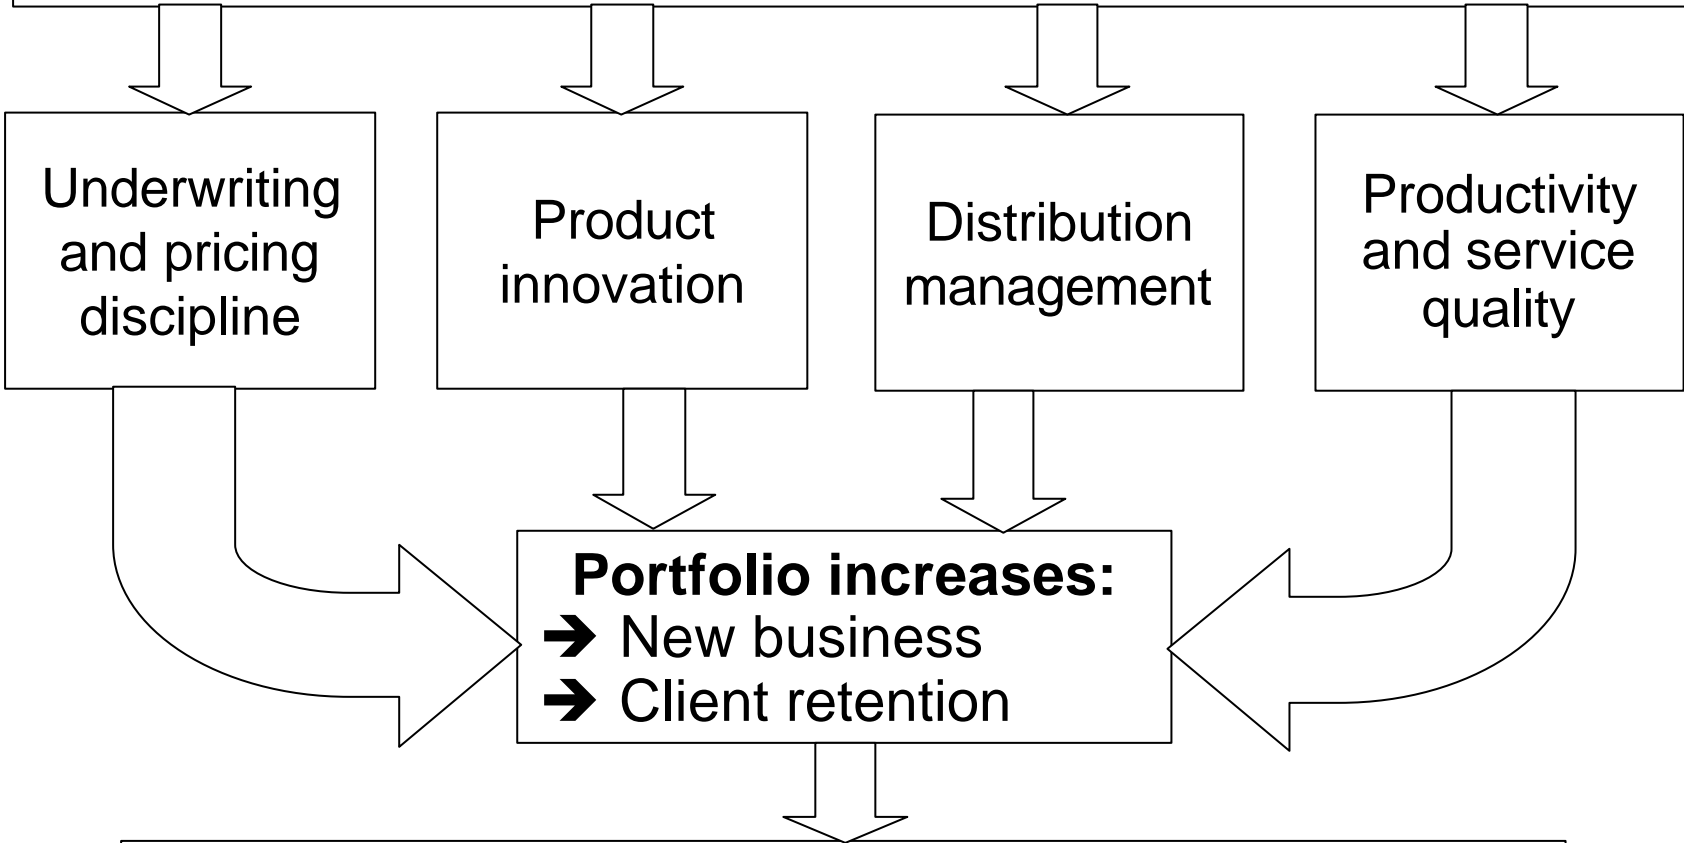 Underwriting
and pricing
discipline
Product
innovation
Distribution
management
Productivity
and service
quality
Portfolio increases:
➔ New business
➔ Client retention